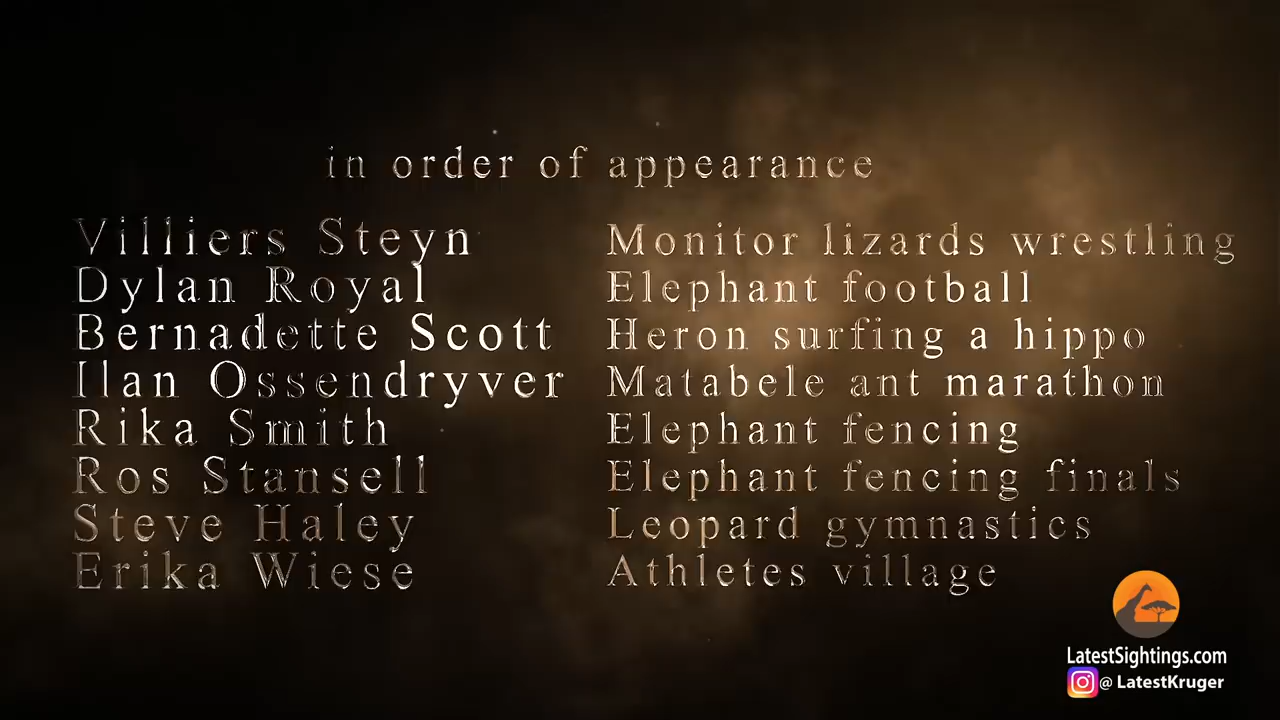 in order of appearance
Villiers Steyn Monitor lizards wrestling
Dylan Royal Elephant football
Bernadette Scott Heron surfing a hippo
Ilan Ossendryver Matabele ant marathon
Rika Smith Elephant fencing
Ros Stansell Elephant fencing finals
Steve Haley Leopard gymnastics
Erika Wiese Athletes village
LatestSightings.com
@ LatestKruger